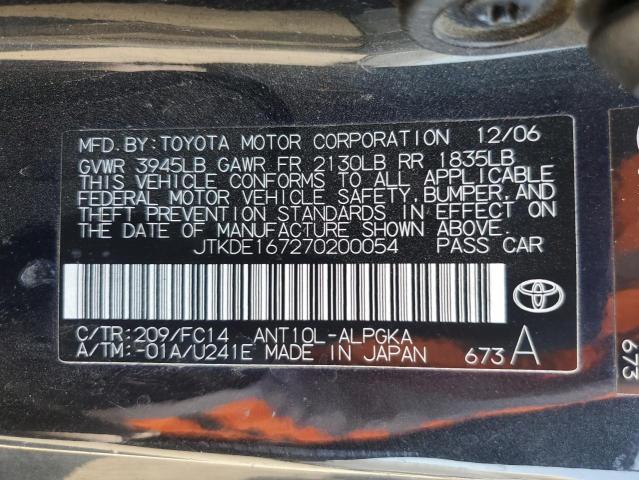 MFD.BY:TOYOTA MOTOR CORPORATION 12/06
GVWR 3945LB GAWR FR 2130LB RR 1835LB
THIS VEHICLE CONFORMS TO ALL APPLICABLE
FEDERAL MOTOR VEHICLE SAFETY,BUMPER,AND
THEFT PREVENTION STANDARDS IN EFFECT ON
THE DATE OF MANUFACTURE SHOWN ABOVE.
JTKDE167270200054 PASS CAR
C/TR:209/FC14 ANT10L-ALPGKA
A/TM:-01A/U241E MADE IN JAPAN 673 A
673